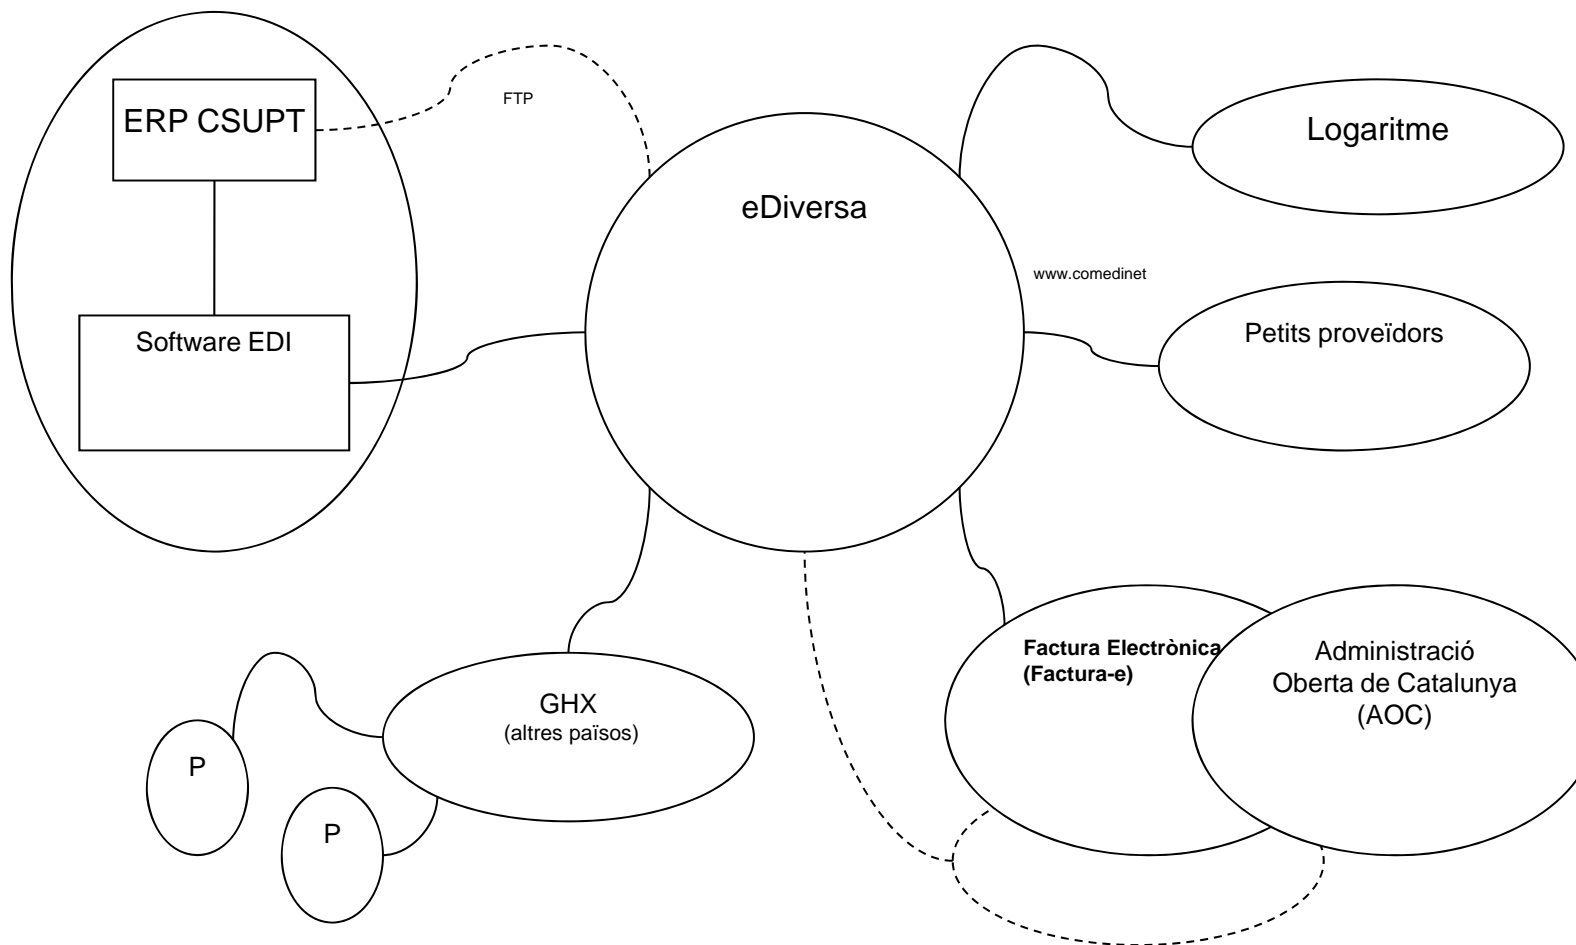 ERP CSUPT
FTP
Software EDI
eDiversa
www.comedinet
Logaritme
Petits proveïdors
GHX
(altres països)
P
P
Factura Electrònica
(Factura-e)
Administració
Oberta de Catalunya
(AOC)